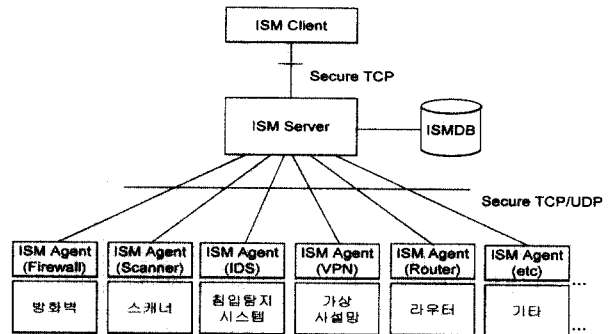 ISM Client
Secure TCP
ISM Server
ISMDB
Secure TCP/UDP
ISM Agent
(Firewall)
ISM Agent
(Scanner)
ISM Agent
(IDS)
ISM Agent
(VPN)
ISM Agent
(Router)
ISM Agent
(etc)
...
방화벽
스캐너
침입탐지
시스템
가상
사설망
라우터
기타
...